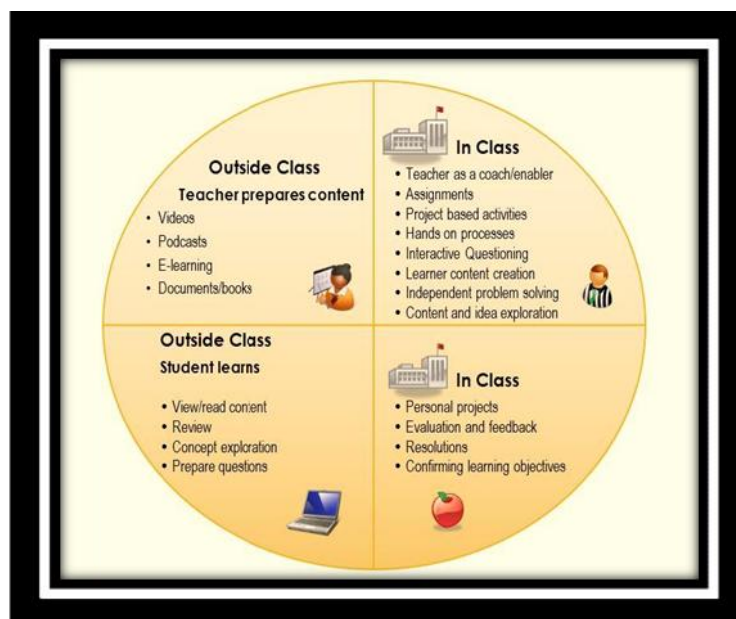 Outside Class
Teacher prepares content
• Videos
• Podcasts
• E-learning
• Documents/books
In Class
• Teacher as a coach/enabler
• Assignments
• Project based activities
• Hands on processes
• Interactive Questioning
• Learner content creation
• Independent problem solving
• Content and idea exploration
Outside Class
Student learns
• View/read content
• Review
• Concept exploration
• Prepare questions
In Class
• Personal projects
• Evaluation and feedback
• Resolutions
• Confirming learning objectives